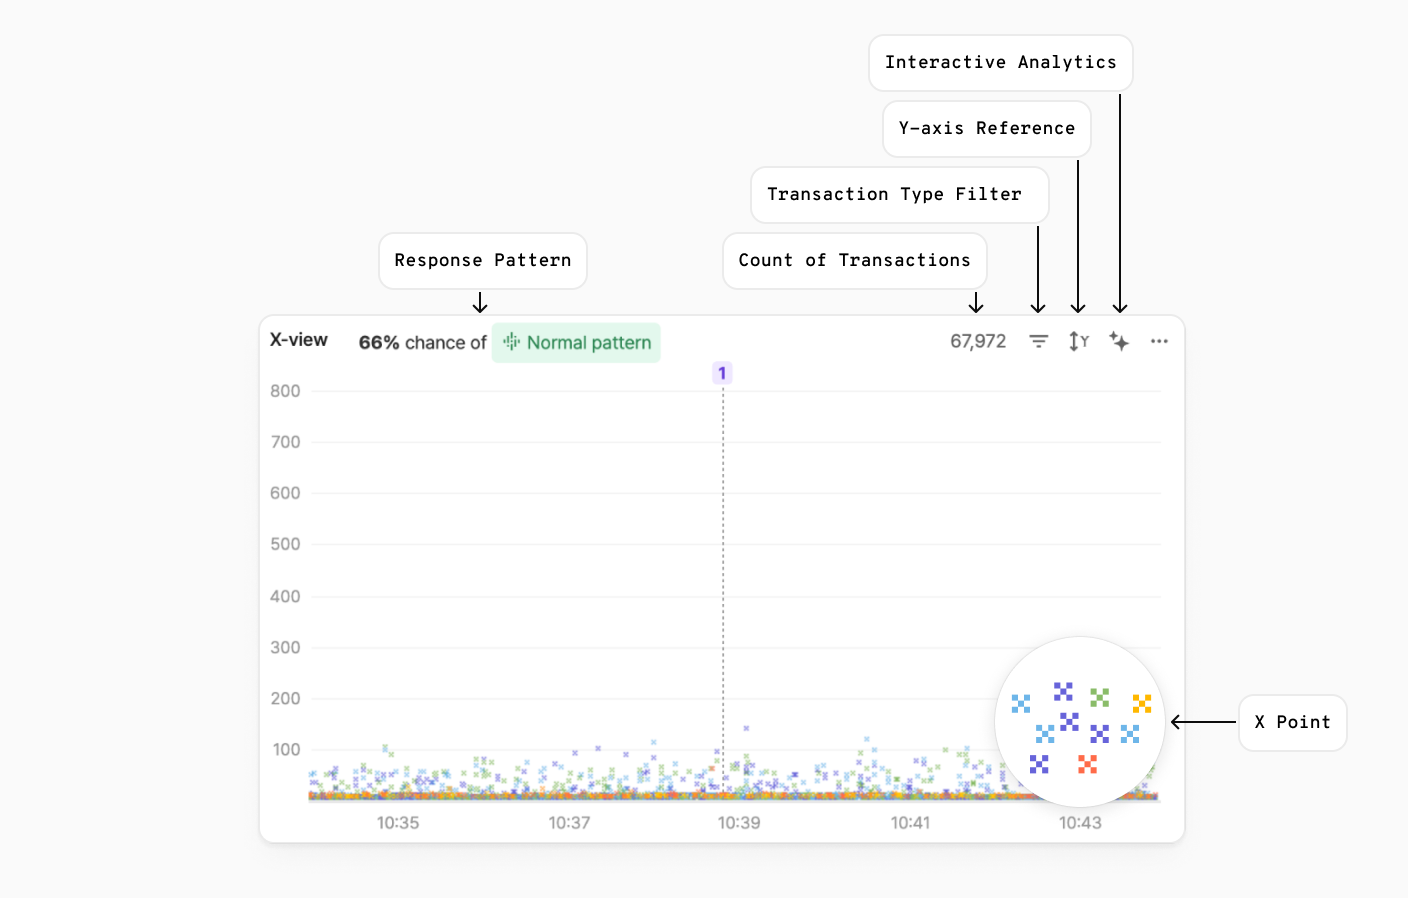 Interactive Analytics
Y-axis Reference
Transaction Type Filter
Response Pattern
Count of Transactions
X-view
66% chance of
Normal pattern
67,972
Y
1
800
700
600
500
400
300
200
100
X Point
10:35
10:37
10:39
10:41
10:43